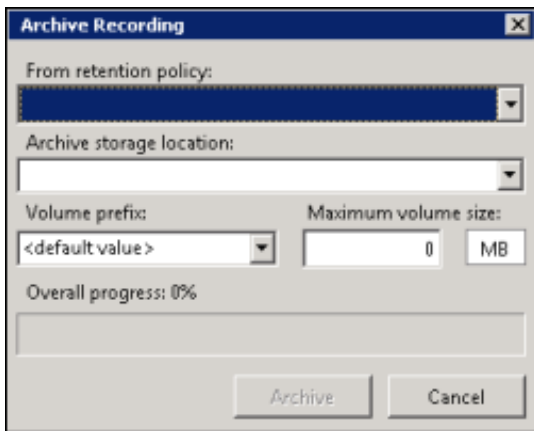 Archive Recording
From retention policy:
Archive storage location:
Volume prefix: Maximum volume size:
<default value> 0 MB
Overall progress: 0%
Archive Cancel